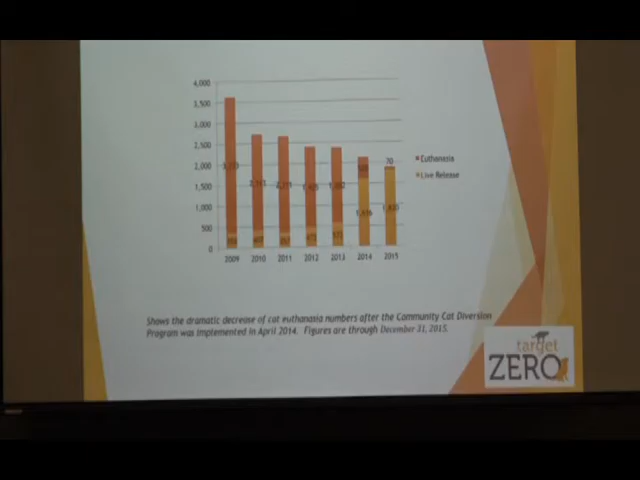 4,000
3,500
3,000
2,500
2,000
1,500
1,000
500
0
70
Euthanasia
Live Release
2009 2010 2011 2012 2013 2014 2015
Shows the dramatic decrease of cat euthanasia numbers after the Community Cat Diversion
Program was implemented in April 2014. Figures are through December 31, 2015.
target
ZERO